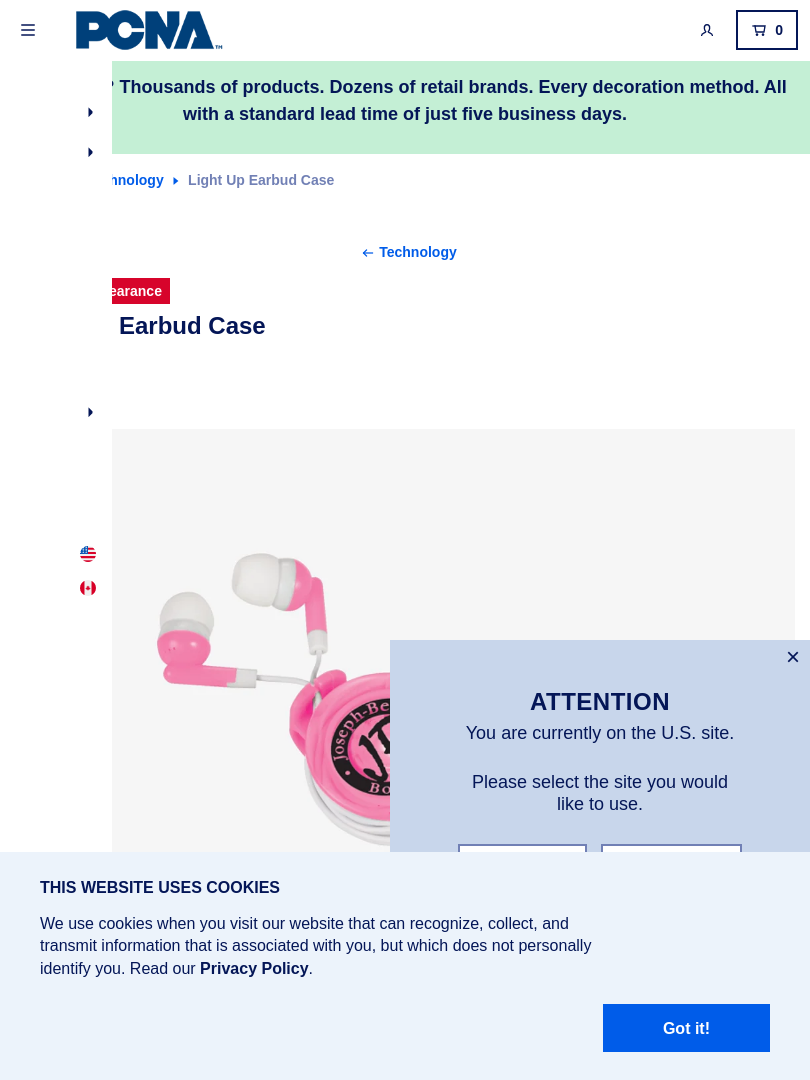 PCNA™
0
? Thousands of products. Dozens of retail brands. Every decoration method. All
with a standard lead time of just five business days.
hnology
Light Up Earbud Case
Technology
earance
Earbud Case
Joseph-Be
Bo
ATTENTION
You are currently on the U.S. site.
Please select the site you would
like to use.
THIS WEBSITE USES COOKIES
We use cookies when you visit our website that can recognize, collect, and
transmit information that is associated with you, but which does not personally
identify you. Read our Privacy Policy.
Got it!